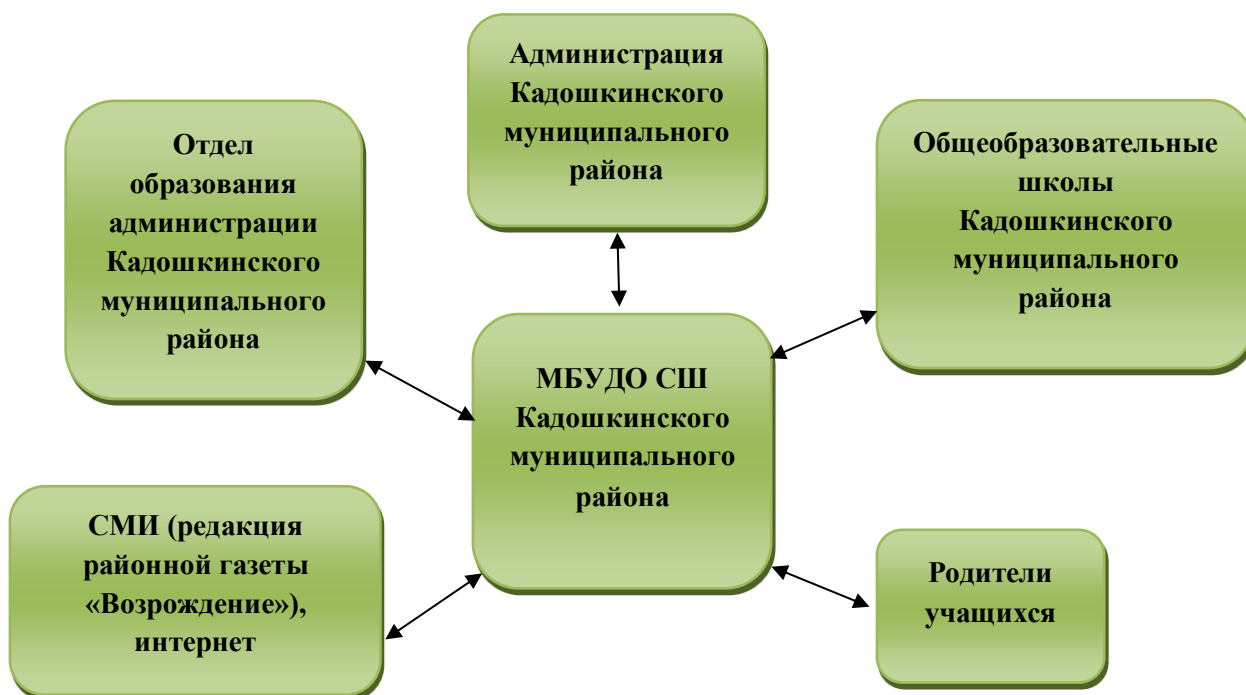 Администрация
Кадошкинского
муниципального
района
Отдел
образования
администрации
Кадошкинского
муниципального
района
Общеобразовательные
школы
Кадошкинского
муниципального
района
МБУДО СШ
Кадошкинского
муниципального
района
СМИ (редакция
районной газеты
«Возрождение»),
интернет
Родители
учащихся